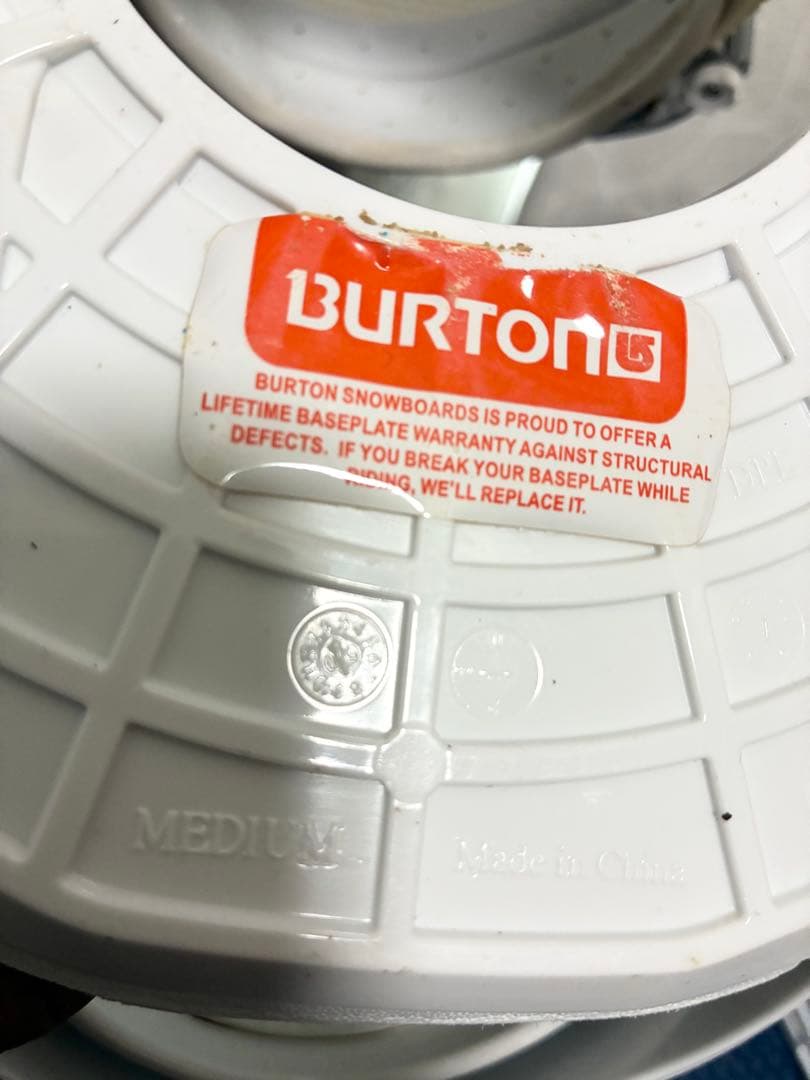 BURTON
BURTON SNOWBOARDS IS PROUD TO OFFER A
LIFETIME BASEPLATE WARRANTY AGAINST STRUCTURAL
DEFECTS. IF YOU BREAK YOUR BASEPLATE WHILE
RIDING, WE'LL REPLACE IT.
MEDIUM
Made in China